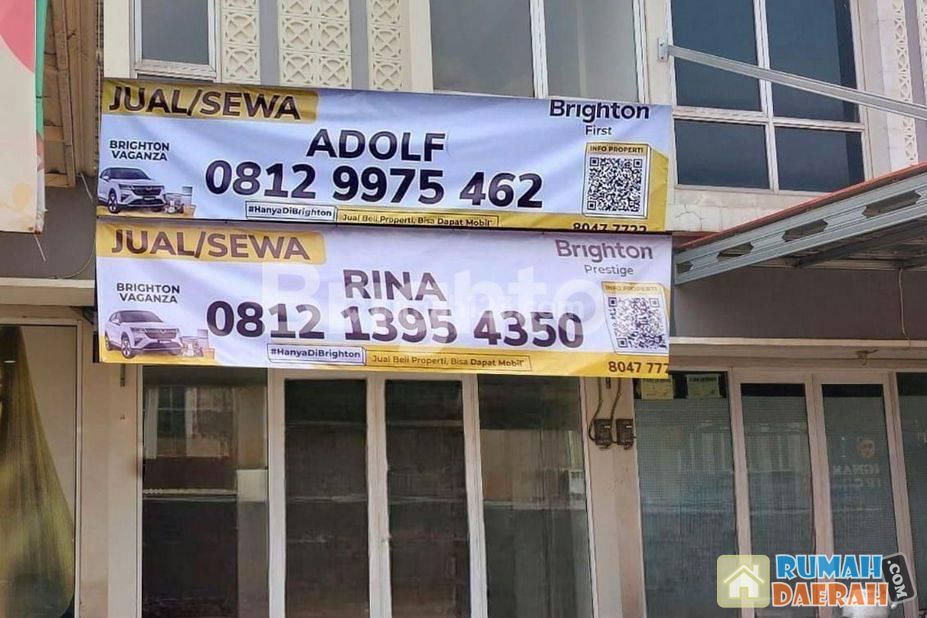 JUAL/SEWA
Brighton
First
BRIGHTON
VAGANZA
ADOLF
0812 9975 462
INFO PROPERTI
#HanyaDiBrighton
Jual Beli Properti, Bisa Dapat Mobil*
8047 7722
JUAL/SEWA
Brighton
Prestige
BRIGHTON
VAGANZA
RINA
0812 1395 4350
INFO PROPERTI
#HanyaDiBrighton
Jual Beli Properti, Bisa Dapat Mobil*
8047 777
Brighton
RUMAH
DAERAH
.COM